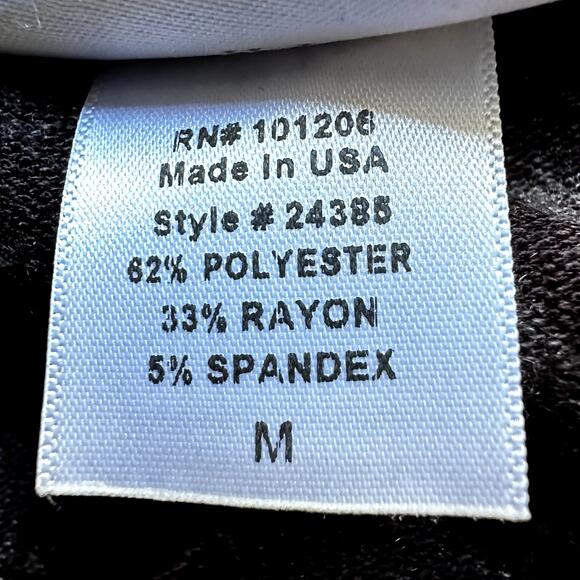 RN# 101206
Made In USA
Style # 24385
62% POLYESTER
33% RAYON
5% SPANDEX
M